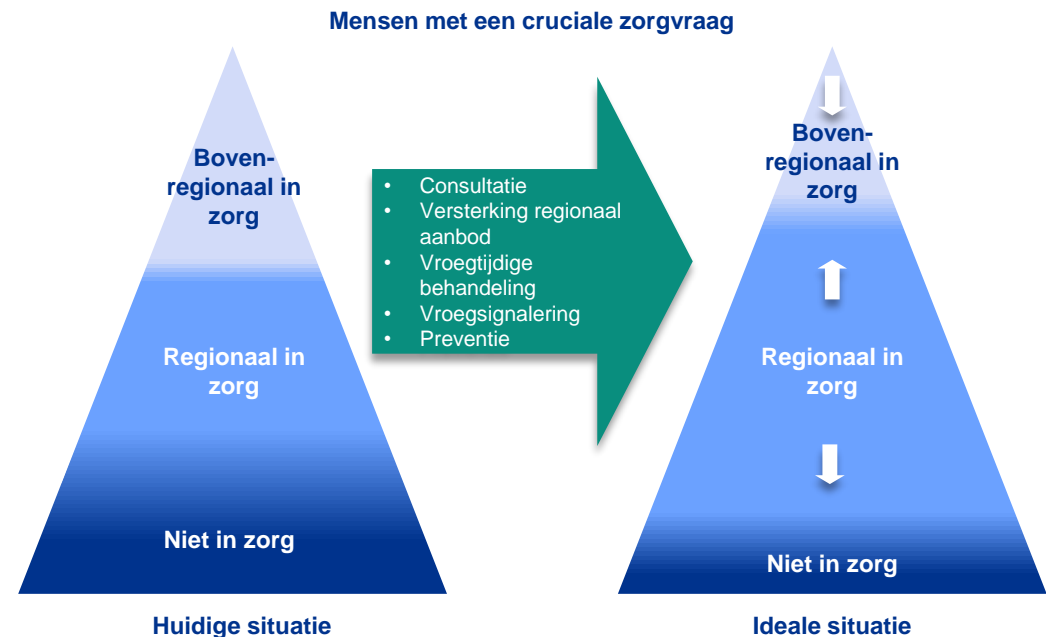 Mensen met een cruciale zorgvraag
Boven-
regionaal in
zorg
Regionaal in
zorg
Niet in zorg
Huidige situatie
• Consultatie
• Versterking regionaal
aanbod
• Vroegtijdige
behandeling
• Vroegsignalering
• Preventie
Boven-
regionaal in
zorg
Regionaal in
zorg
Niet in zorg
Ideale situatie